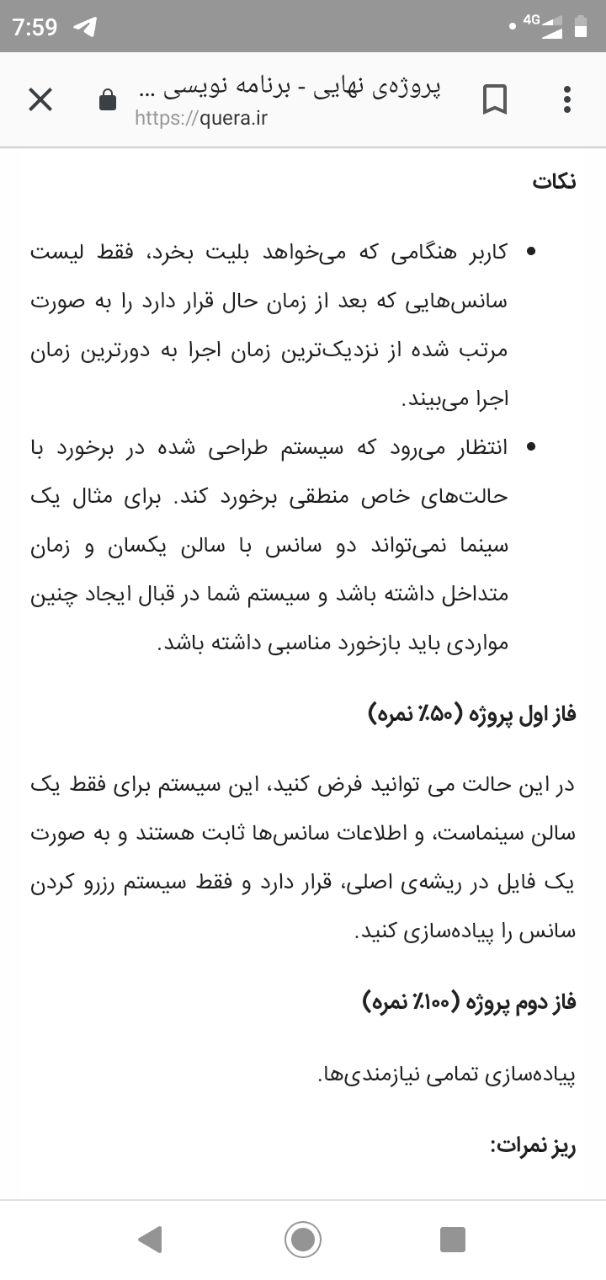 7:59
4G
پروژه‌ی نهایی - برنامه نویسی ...
https://quera.ir
نکات
• کاربر هنگامی که می‌خواهد بلیت بخرد، فقط لیست
سانس‌هایی که بعد از زمان حال قرار دارد را به صورت
مرتب شده از نزدیک‌ترین زمان اجرا به دورترین زمان
اجرا می‌بیند.
• انتظار می‌رود که سیستم طراحی شده در برخورد با
حالت‌های خاص منطقی برخورد کند. برای مثال یک
سینما نمی‌تواند دو سانس با سالن یکسان و زمان
متداخل داشته باشد و سیستم شما در قبال ایجاد چنین
مواردی باید بازخورد مناسبی داشته باشد.
فاز اول پروژه (۵۰٪ نمره)
در این حالت می توانید فرض کنید، این سیستم برای فقط یک
سالن سینماست، و اطلاعات سانس‌ها ثابت هستند و به صورت
یک فایل در ریشه‌ی اصلی، قرار دارد و فقط سیستم رزرو کردن
سانس را پیاده‌سازی کنید.
فاز دوم پروژه (۱۰۰٪ نمره)
پیاده‌سازی تمامی نیازمندی‌ها.
ریز نمرات: